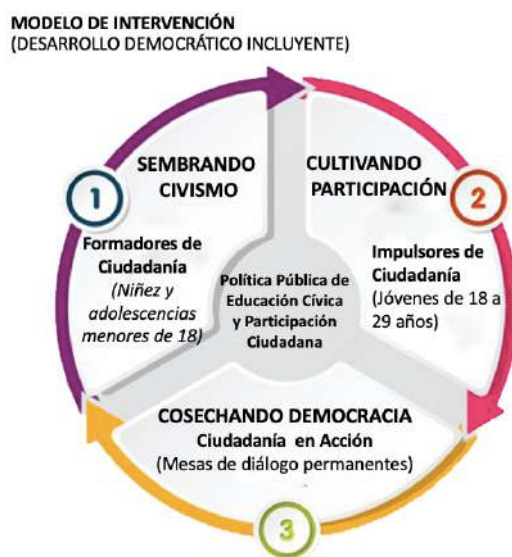 MODELO DE INTERVENCIÓN
(DESARROLLO DEMOCRÁTICO INCLUYENTE)
1
SEMBRANDO
CIVISMO
Formadores de
Ciudadanía
(Niñez y
adolescencias
menores de 18)
CULTIVANDO
PARTICIPACIÓN
2
Impulsores de
Ciudadanía
(Jóvenes de 18 a
29 años)
Política Pública de
Educación Cívica
y Participación
Ciudadana
COSECHANDO DEMOCRACIA
Ciudadanía en Acción
(Mesas de diálogo permanentes)
3